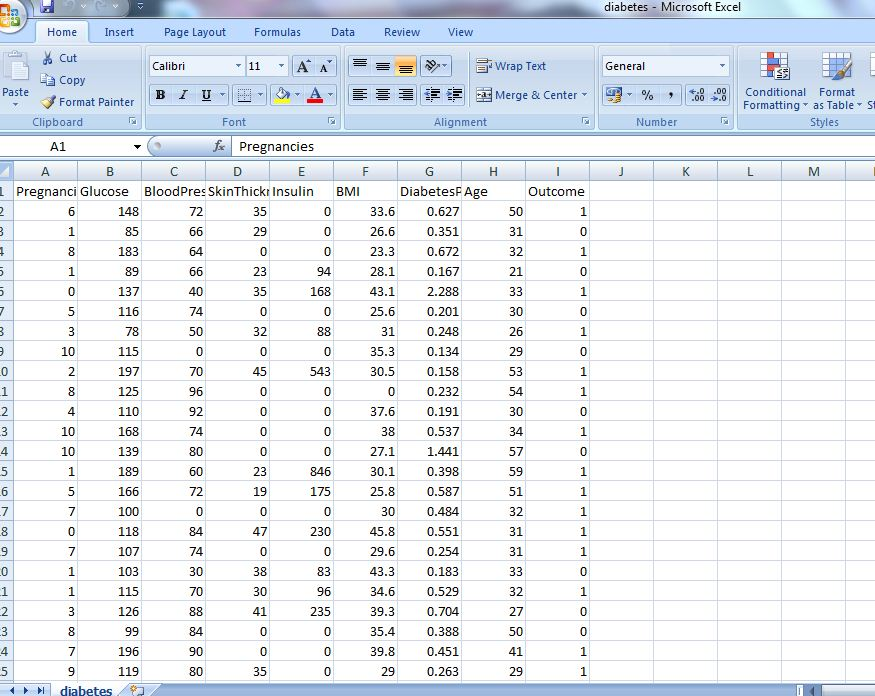 diabetes - Microsoft Excel
Home Insert Page Layout Formulas Data Review View
Cut
Copy
Format Painter
Paste
Calibri 11
B I U A
Wrap Text
Merge & Center
General
% ,
Conditional Formatting
Format as Table
Clipboard Font Alignment Number Styles
A1 fx Pregnancies
A B C D E F G H I J K L M
1 Pregnanci Glucose BloodPres SkinThickn Insulin BMI DiabetesP Age Outcome
2 6 148 72 35 0 33.6 0.627 50 1
3 1 85 66 29 0 26.6 0.351 31 0
4 8 183 64 0 0 23.3 0.672 32 1
5 1 89 66 23 94 28.1 0.167 21 0
6 0 137 40 35 168 43.1 2.288 33 1
7 5 116 74 0 0 25.6 0.201 30 0
8 3 78 50 32 88 31 0.248 26 1
9 10 115 0 0 0 35.3 0.134 29 0
0 2 197 70 45 543 30.5 0.158 53 1
1 8 125 96 0 0 0 0.232 54 1
2 4 110 92 0 0 37.6 0.191 30 0
3 10 168 74 0 0 38 0.537 34 1
4 10 139 80 0 0 27.1 1.441 57 0
5 1 189 60 23 846 30.1 0.398 59 1
6 5 166 72 19 175 25.8 0.587 51 1
7 7 100 0 0 0 30 0.484 32 1
8 0 118 84 47 230 45.8 0.551 31 1
9 7 107 74 0 0 29.6 0.254 31 1
0 1 103 30 38 83 43.3 0.183 33 0
1 1 115 70 30 96 34.6 0.529 32 1
2 3 126 88 41 235 39.3 0.704 27 0
3 8 99 84 0 0 35.4 0.388 50 0
4 7 196 90 0 0 39.8 0.451 41 1
5 9 119 80 35 0 29 0.263 29 1
diabetes